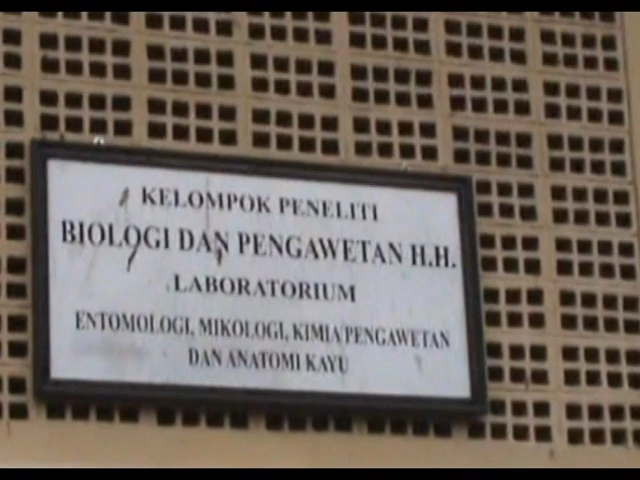 KELOMPOK PENELITI
BIOLOGI DAN PENGAWETAN H.H.
LABORATORIUM
ENTOMOLOGI, MIKOLOGI, KIMIA PENGAWETAN
DAN ANATOMI KAYU